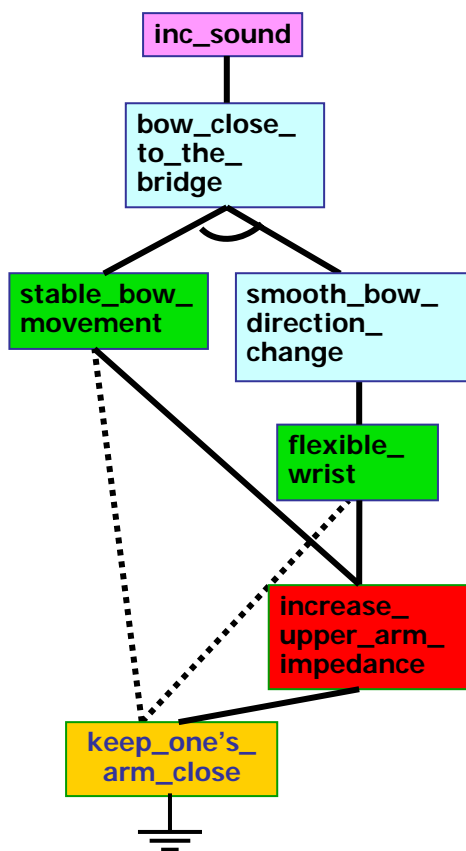 inc_sound
bow_close_
to_the_
bridge
stable_bow_
movement
smooth_bow_
direction_
change
flexible_
wrist
increase_
upper_arm_
impedance
keep_one's_
arm_close